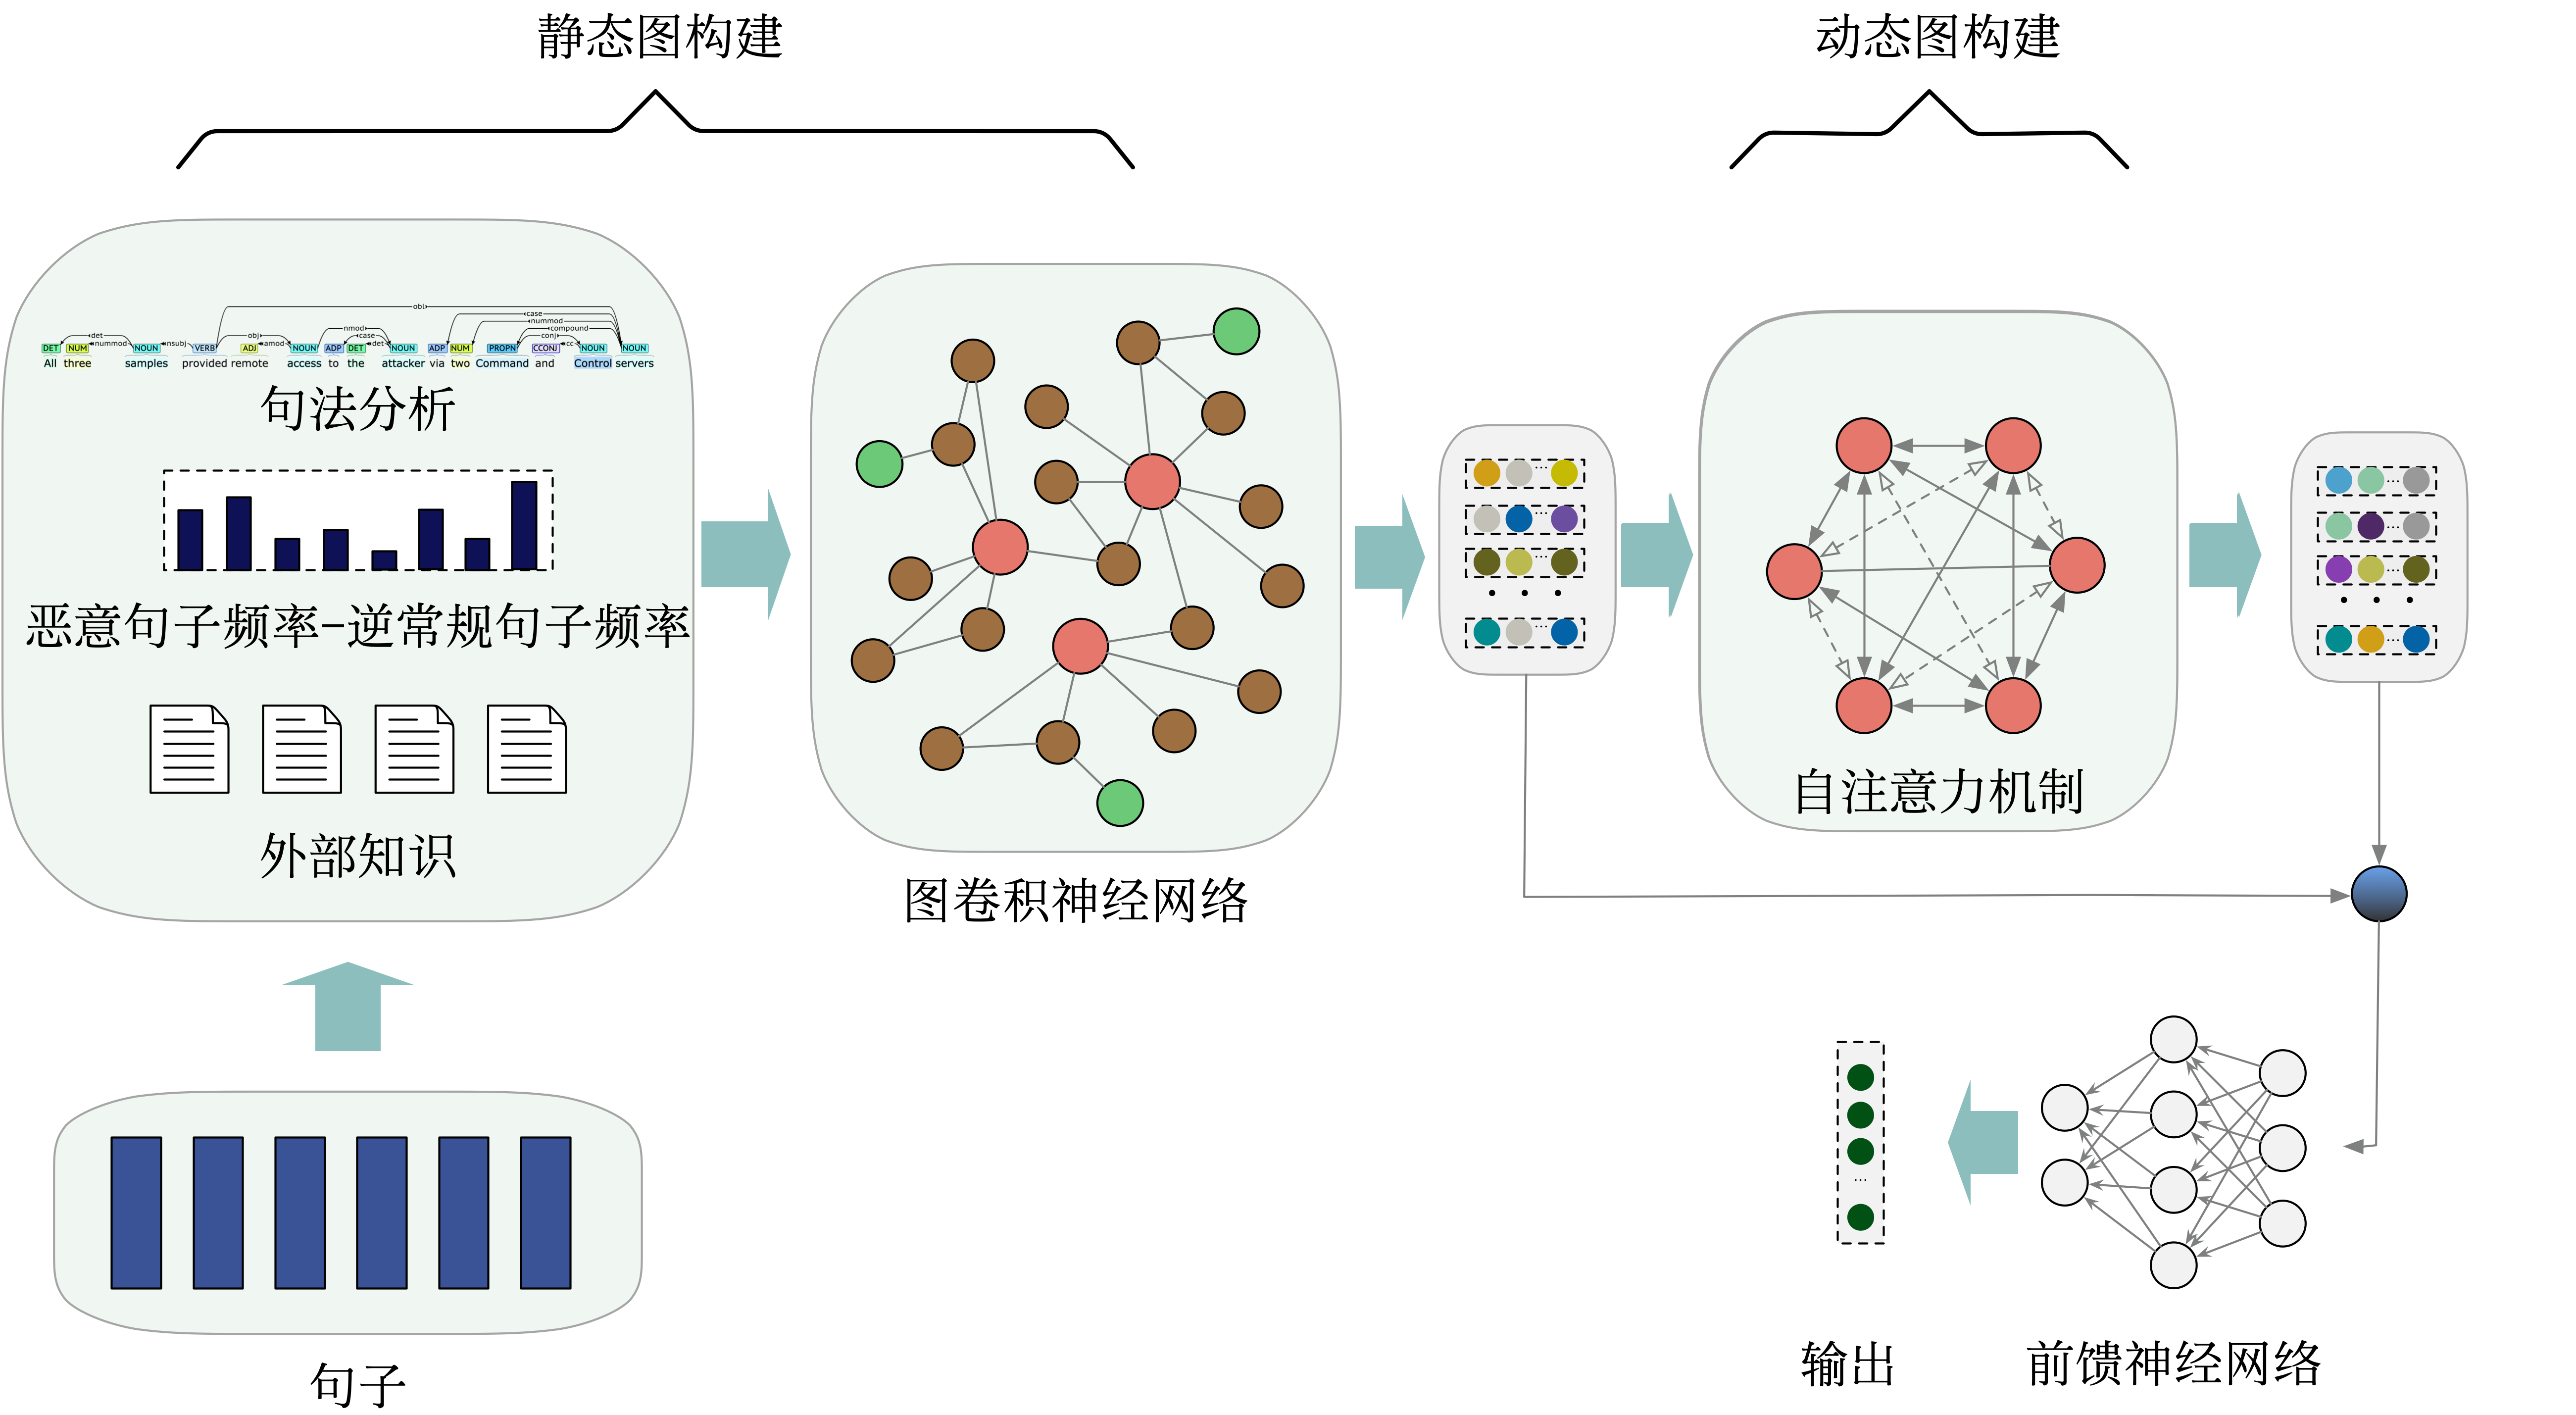 静态图构建
动态图构建
obl
case
nummod
nmod compound
det obj case conj
nummod nsubj amod det cc
DET NUM NOUN VERB ADJ NOUN ADP DET NOUN ADP NUM PROPN CCONJ NOUN NOUN
All three samples provided remote access to the attacker via two Command and Control servers
句法分析
恶意句子频率-逆常规句子频率
外部知识
图卷积神经网络
自注意力机制
句子
输出
前馈神经网络